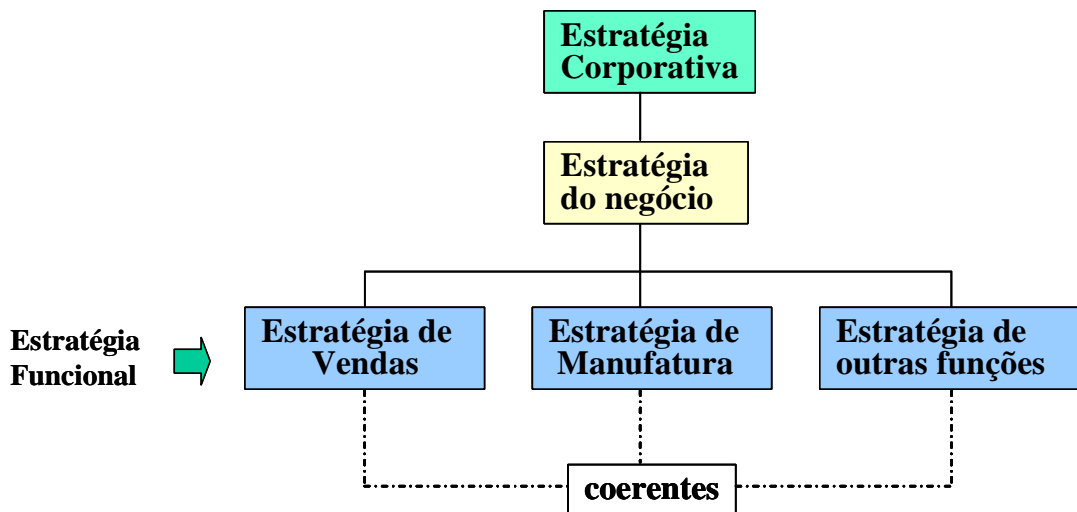 Estratégia
Corporativa
Estratégia
do negócio
Estratégia
Funcional
Estratégia de
Vendas
Estratégia de
Manufatura
Estratégia de
outras funções
coerentes